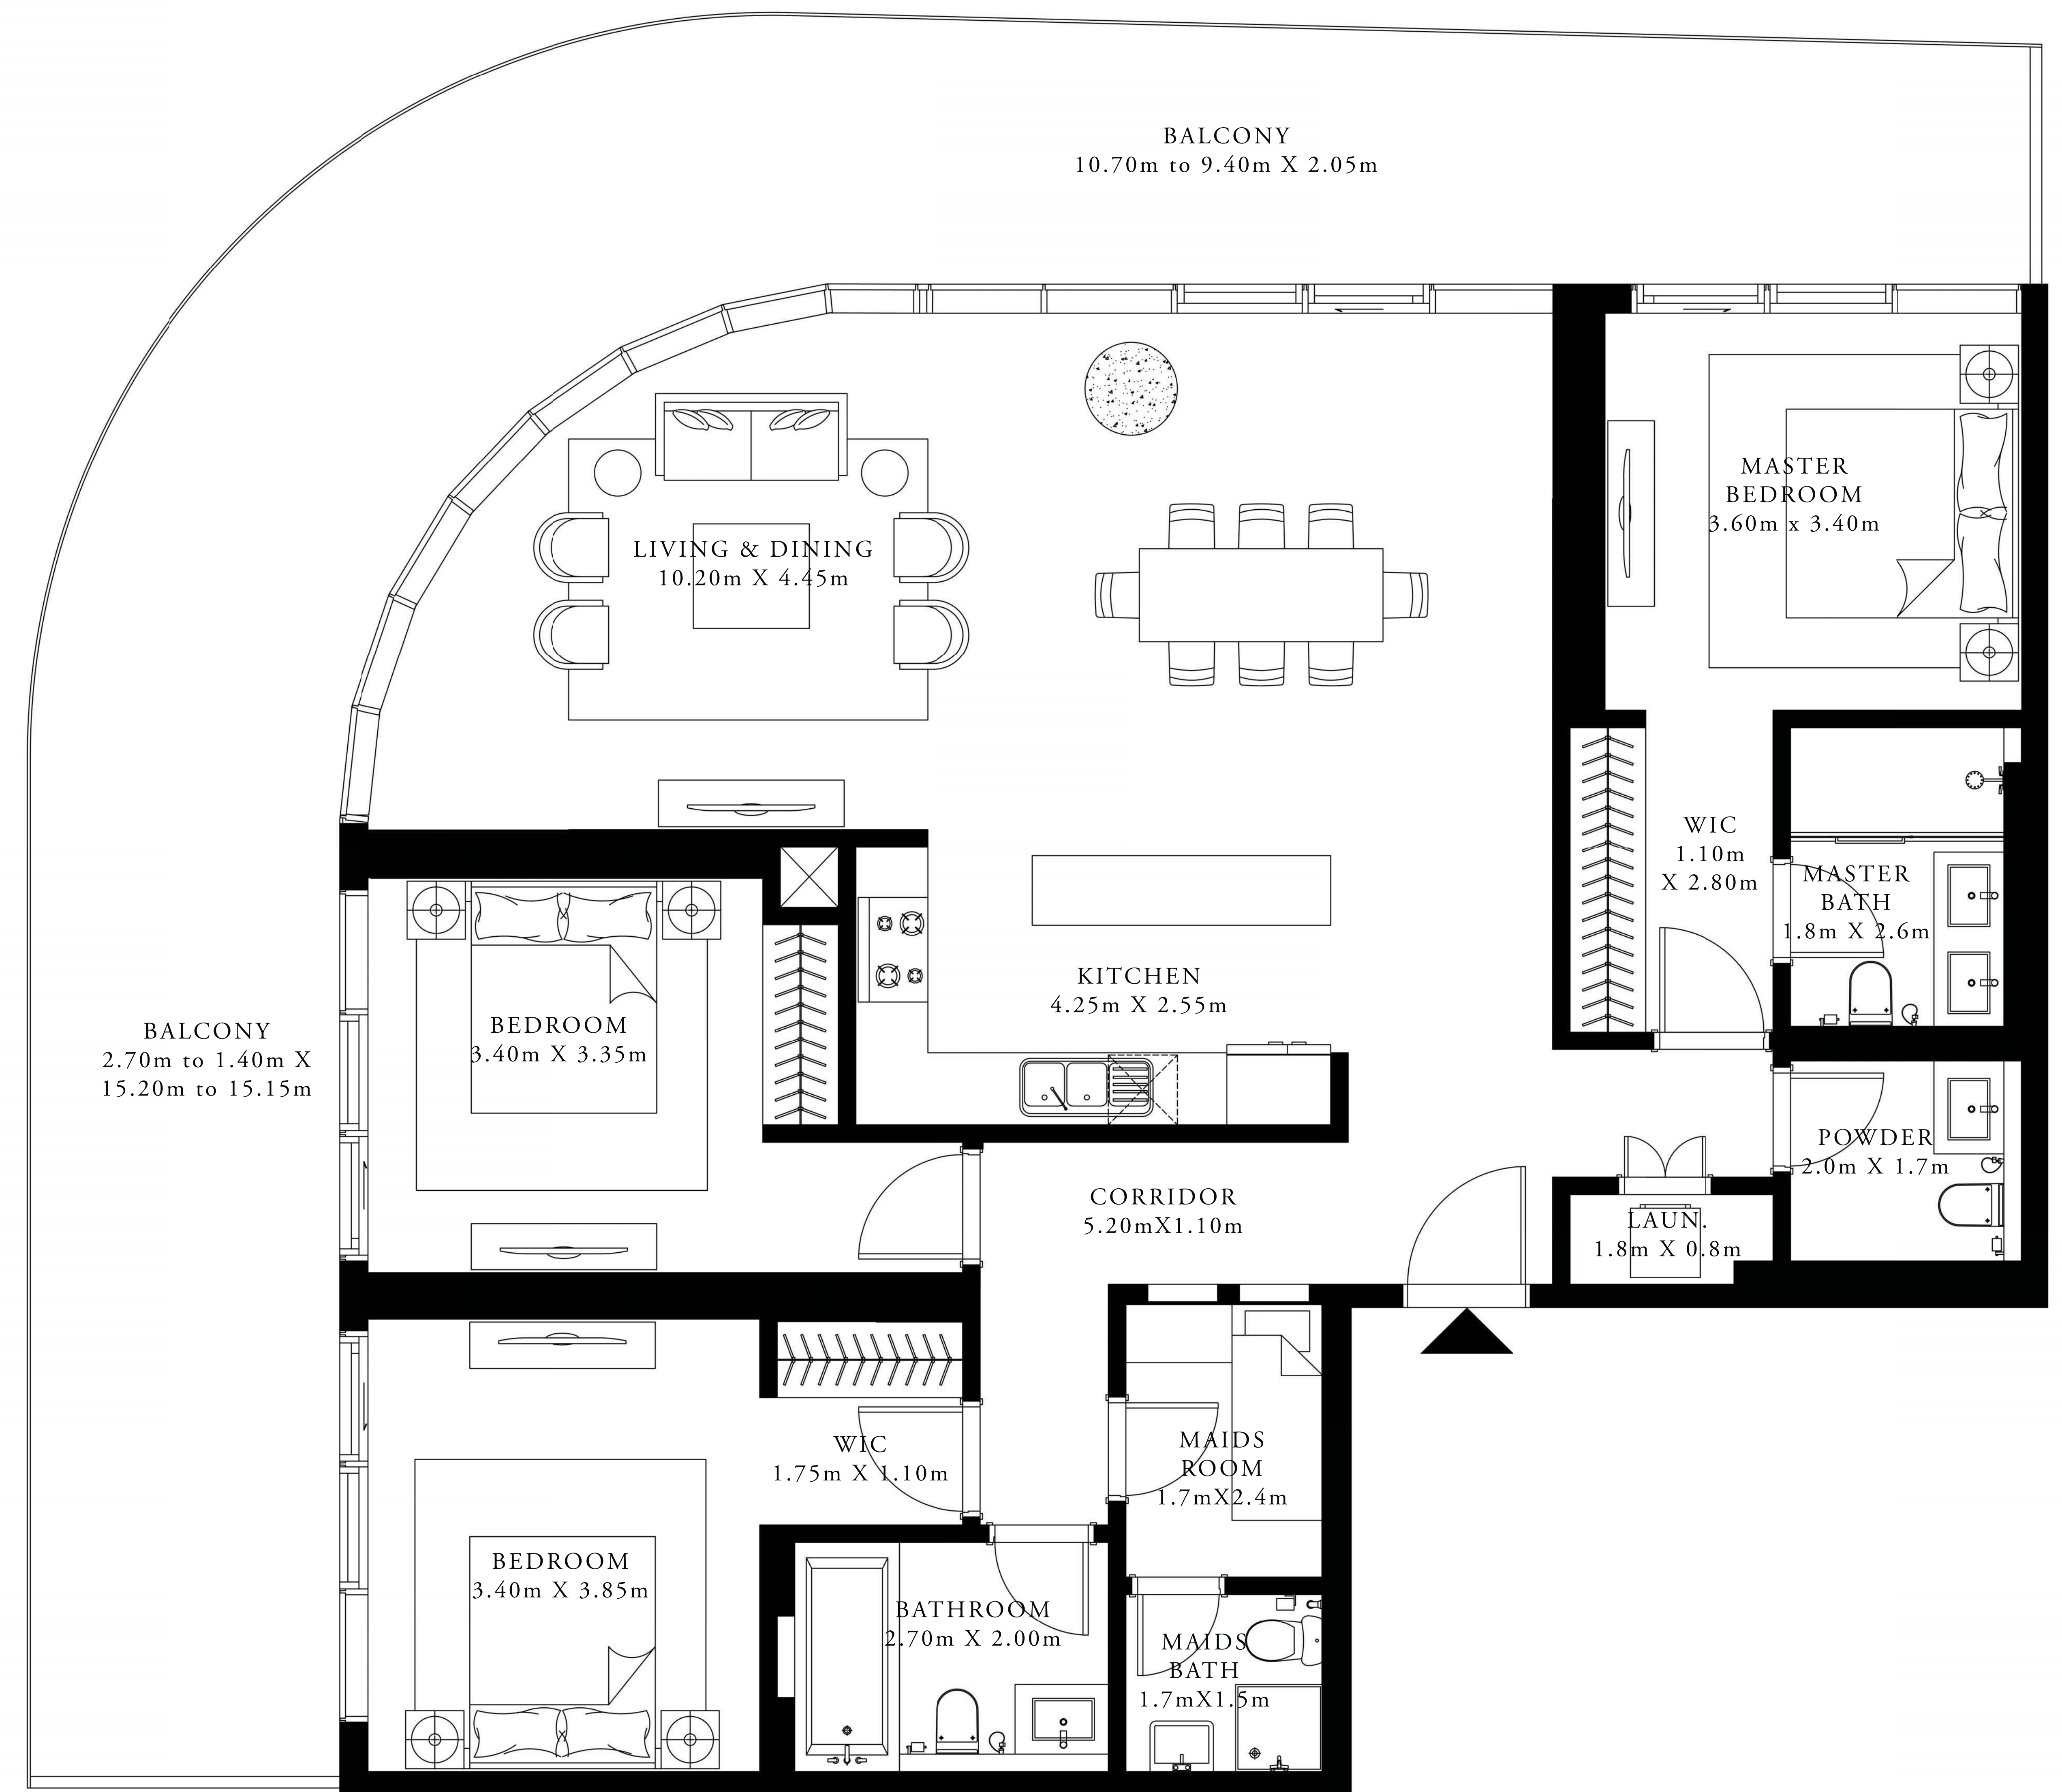 BALCONY
10.70m to 9.40m X 2.05m
MASTER
BEDROOM
3.60m x 3.40m
LIVING & DINING
10.20m X 4.45m
WIC
1.10m
X 2.80m
MASTER
BATH
1.8m X 2.6m
KITCHEN
4.25m X 2.55m
BEDROOM
3.40m X 3.35m
BALCONY
2.70m to 1.40m X
15.20m to 15.15m
POWDER
2.0m X 1.7m
CORRIDOR
5.20mX1.10m
LAUN.
1.8m X 0.8m
WIC
1.75m X 1.10m
MAIDS
ROOM
1.7mX2.4m
BEDROOM
3.40m X 3.85m
BATHROOM
2.70m X 2.00m
MAIDS
BATH
1.7mX1.5m